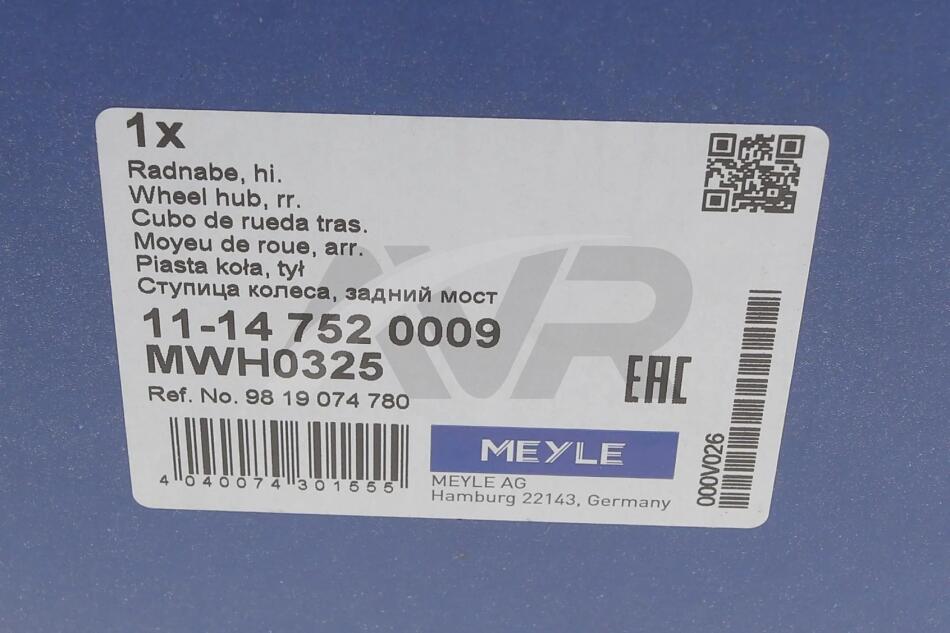 1x
Radnabe, hi.
Wheel hub, rr.
Cubo de rueda tras.
Moyeu de roue, arr.
Piasta koła, tył
Ступица колеса, задний мост
11-14 752 0009
MWH0325
Ref. No. 98 19 074 780
4 040074 301555
EAC
MEYLE
MEYLE AG
Hamburg 22143, Germany
000V026
AVR